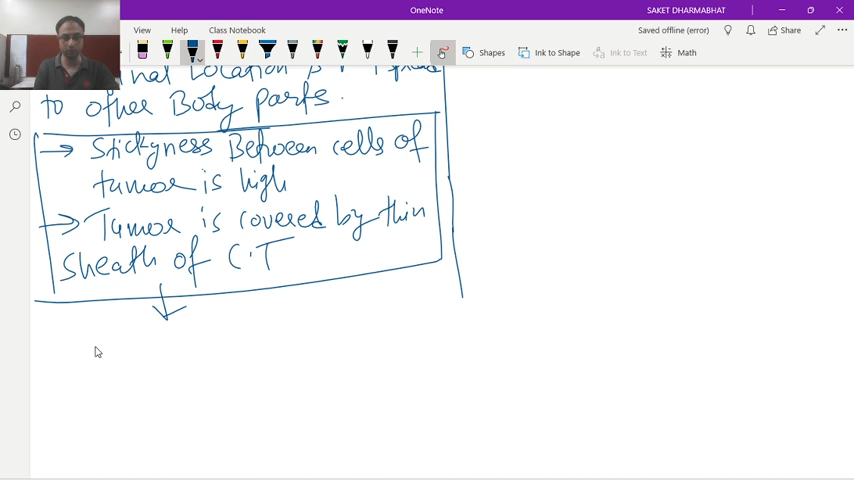 OneNote
SAKET DHARMABHAT
View Help Class Notebook
Saved offline (error) Share
Shapes Ink to Shape Ink to Text Math
Location
to other Body parts.
→ Stickyness Between cells of
tumor is high
→ Tumor is covered by thin
Sheath of C.T